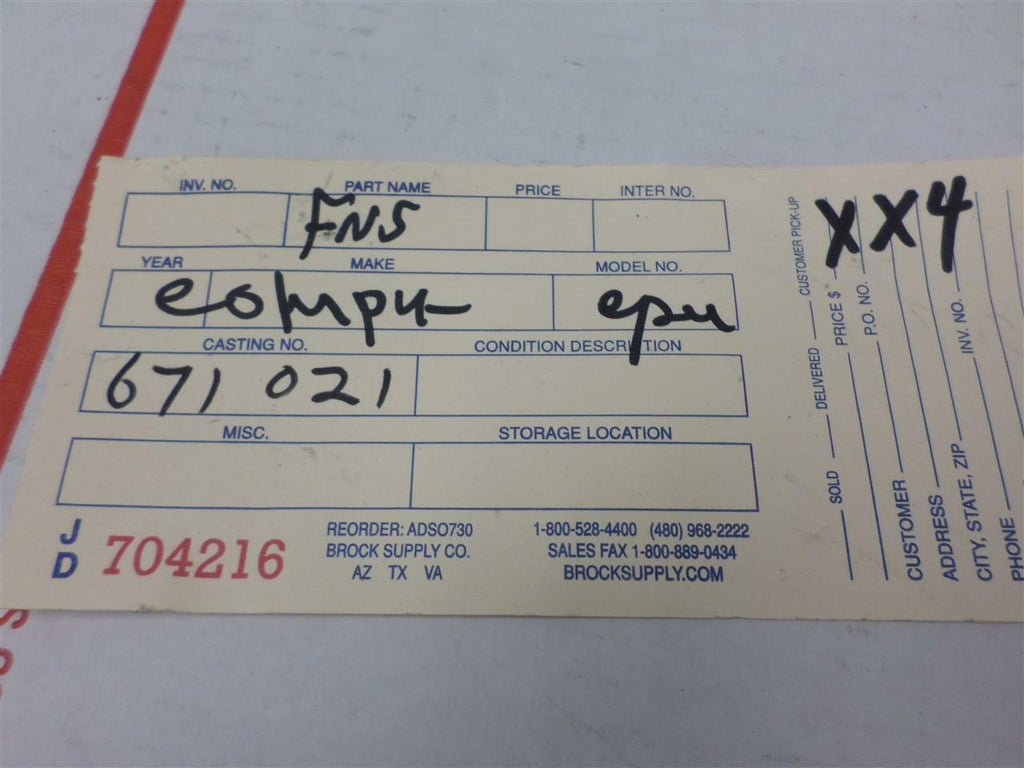 INV. NO. PART NAME PRICE INTER NO.
FNS
YEAR MAKE MODEL NO.
compu cpu
CASTING NO. CONDITION DESCRIPTION
671 021
MISC. STORAGE LOCATION
JD 704216
REORDER: ADSO730
BROCK SUPPLY CO.
AZ TX VA
1-800-528-4400 (480) 968-2222
SALES FAX 1-800-889-0434
BROCKSUPPLY.COM
XX4
SOLD DELIVERED CUSTOMER PICK-UP
PRICE $
P.O. NO.
CUSTOMER
ADDRESS INV. NO.
CITY, STATE, ZIP
PHONE